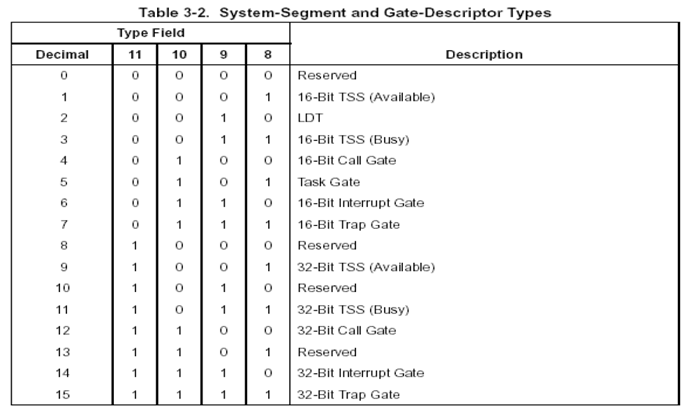 Table 3-2. System-Segment and Gate-Descriptor Types
Type Field
Decimal 11 10 9 8 Description
0 0 0 0 0 Reserved
1 0 0 0 1 16-Bit TSS (Available)
2 0 0 1 0 LDT
3 0 0 1 1 16-Bit TSS (Busy)
4 0 1 0 0 16-Bit Call Gate
5 0 1 0 1 Task Gate
6 0 1 1 0 16-Bit Interrupt Gate
7 0 1 1 1 16-Bit Trap Gate
8 1 0 0 0 Reserved
9 1 0 0 1 32-Bit TSS (Available)
10 1 0 1 0 Reserved
11 1 0 1 1 32-Bit TSS (Busy)
12 1 1 0 0 32-Bit Call Gate
13 1 1 0 1 Reserved
14 1 1 1 0 32-Bit Interrupt Gate
15 1 1 1 1 32-Bit Trap Gate